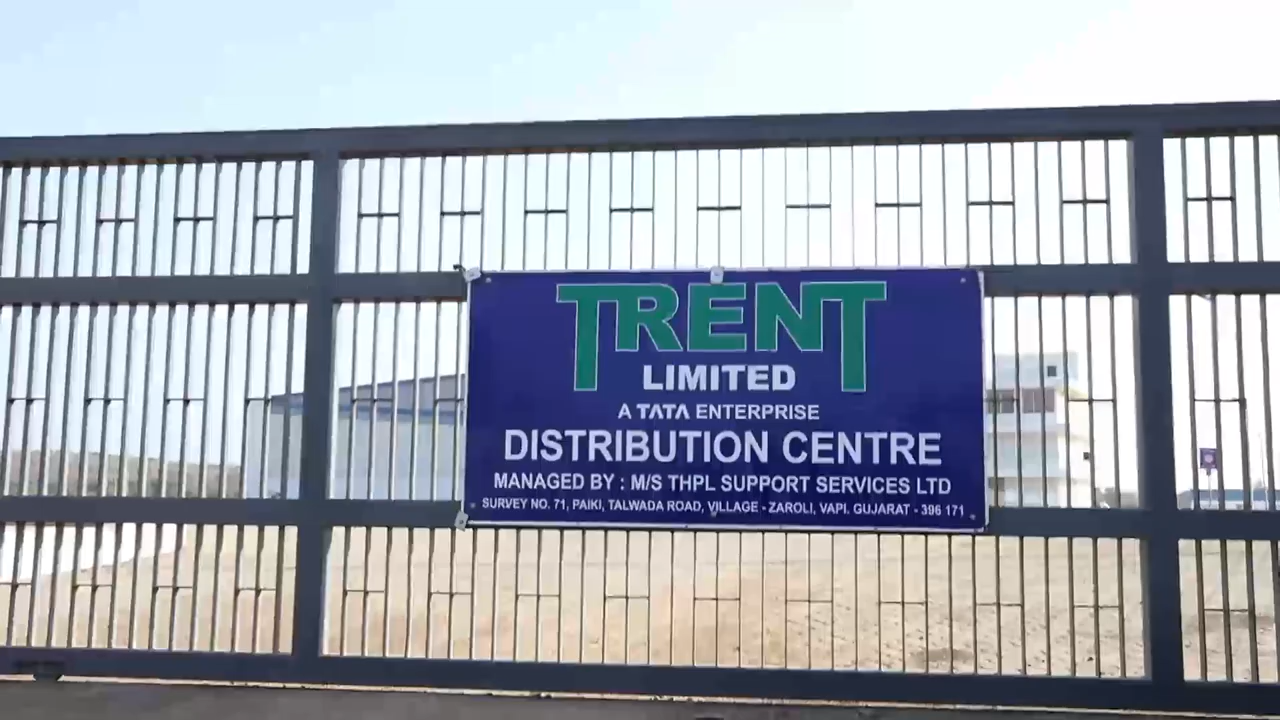 TRENT
LIMITED
A TATA ENTERPRISE
DISTRIBUTION CENTRE
MANAGED BY : M/S THPL SUPPORT SERVICES LTD
SURVEY NO. 71, PAIKI, TALWADA ROAD, VILLAGE - ZAROLI, VAPI. GUJARAT - 396 171